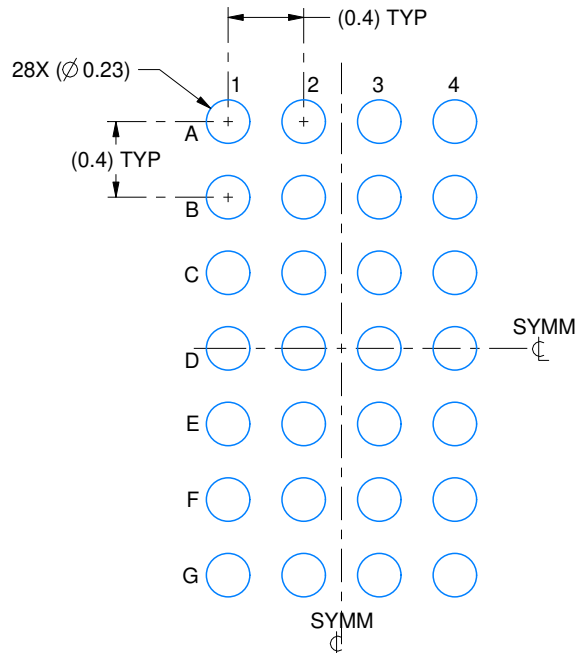 (0.4) TYP
28X (∅ 0.23)
1 2 3 4
A
(0.4) TYP
B
C
SYMM
D
E
F
G
SYMM